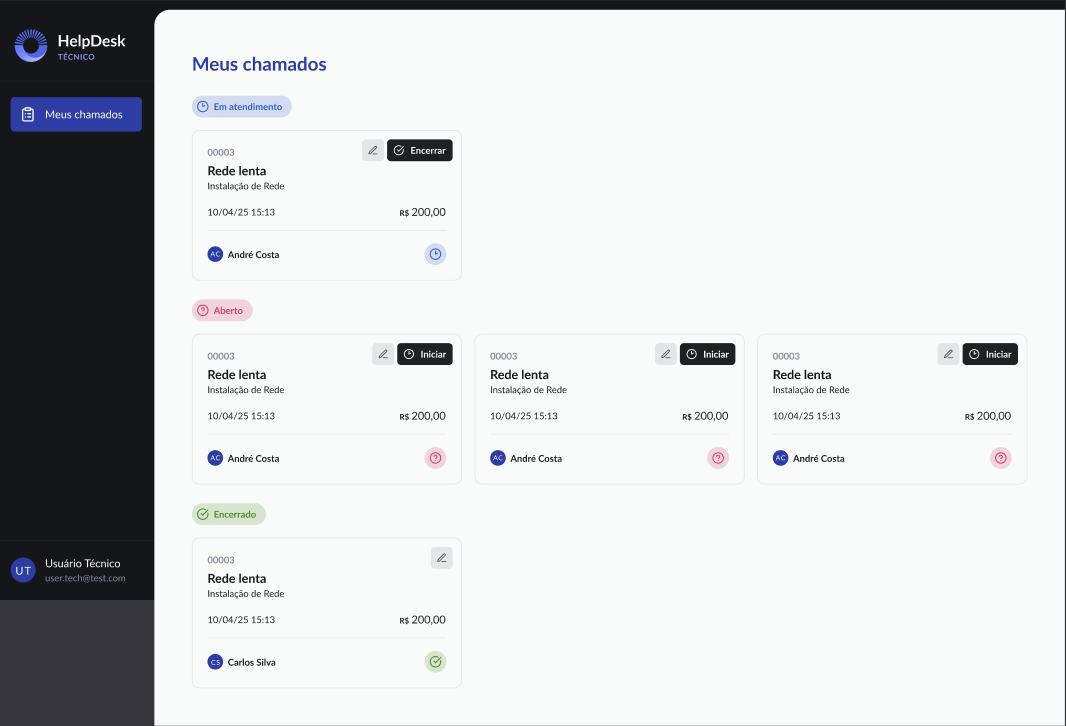 HelpDesk
TÉCNICO
Meus chamados
Usuário Técnico
UT
user.tech@test.com
Meus chamados
Em atendimento
00003
Encerrar
Rede lenta
Instalação de Rede
10/04/25 15:13
R$ 200,00
AC André Costa
Aberto
00003
Iniciar
Rede lenta
Instalação de Rede
10/04/25 15:13
R$ 200,00
AC André Costa
00003
Iniciar
Rede lenta
Instalação de Rede
10/04/25 15:13
R$ 200,00
AC André Costa
00003
Iniciar
Rede lenta
Instalação de Rede
10/04/25 15:13
R$ 200,00
AC André Costa
Encerrado
00003
Rede lenta
Instalação de Rede
10/04/25 15:13
R$ 200,00
CS Carlos Silva